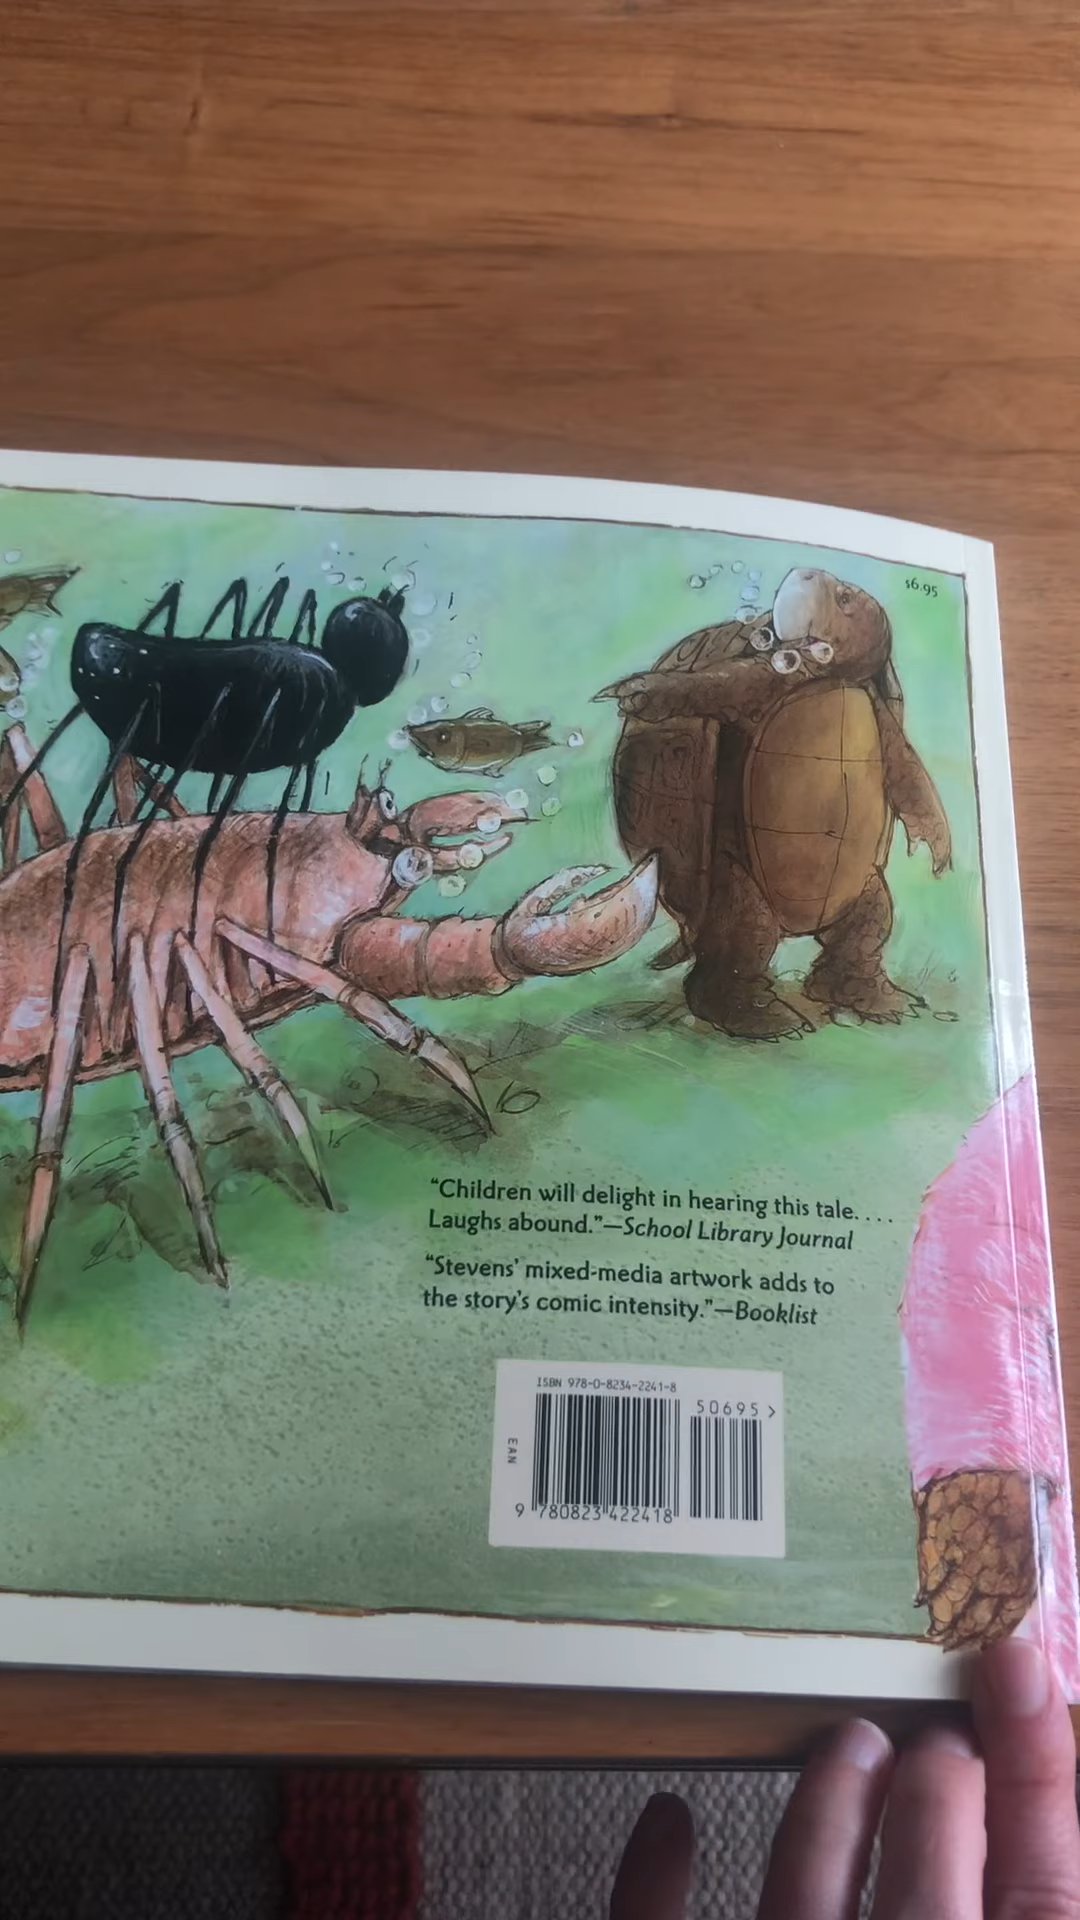 $6.95
“Children will delight in hearing this tale. . . .
Laughs abound.”—School Library Journal
“Stevens’ mixed-media artwork adds to
the story’s comic intensity.”—Booklist
ISBN 978-0-8234-2241-8
50695>
EAN
9 780823 422418